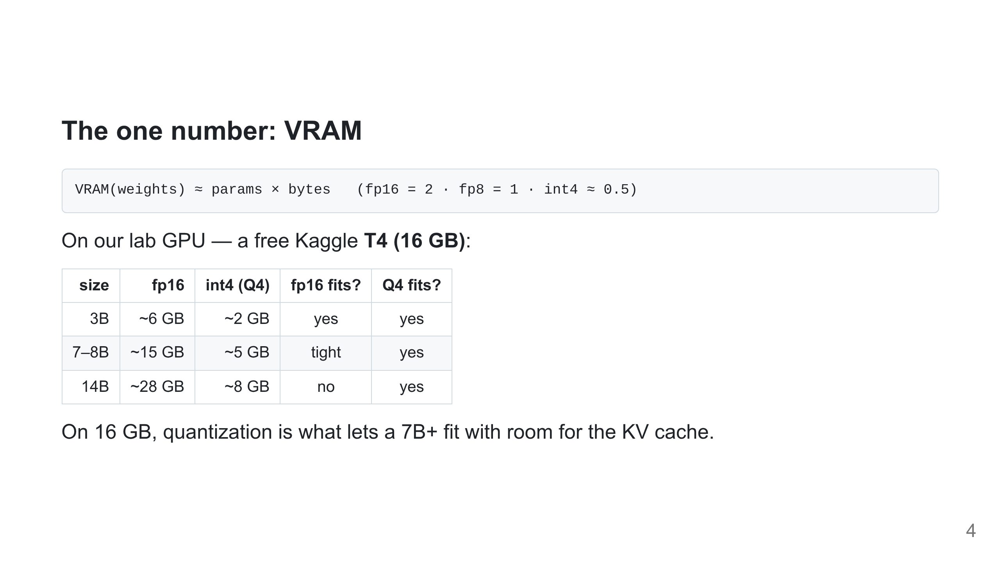 The one number: VRAM
VRAM(weights) ≈ params × bytes   (fp16 = 2 · fp8 = 1 · int4 ≈ 0.5)
On our lab GPU — a free Kaggle T4 (16 GB):
size fp16 int4 (Q4) fp16 fits? Q4 fits?
3B ~6 GB ~2 GB yes yes
7–8B ~15 GB ~5 GB tight yes
14B ~28 GB ~8 GB no yes
On 16 GB, quantization is what lets a 7B+ fit with room for the KV cache.
4